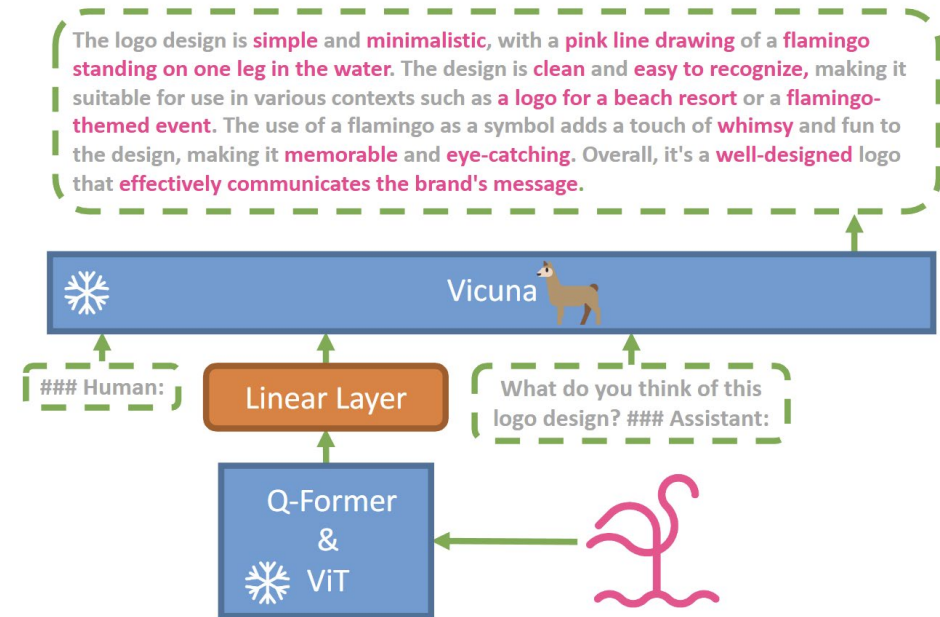 The logo design is simple and minimalistic, with a pink line drawing of a flamingo
standing on one leg in the water. The design is clean and easy to recognize, making it
suitable for use in various contexts such as a logo for a beach resort or a flamingo-
themed event. The use of a flamingo as a symbol adds a touch of whimsy and fun to
the design, making it memorable and eye-catching. Overall, it's a well-designed logo
that effectively communicates the brand's message.
Vicuna
### Human:
Linear Layer
What do you think of this
logo design? ### Assistant:
Q-Former
&
ViT